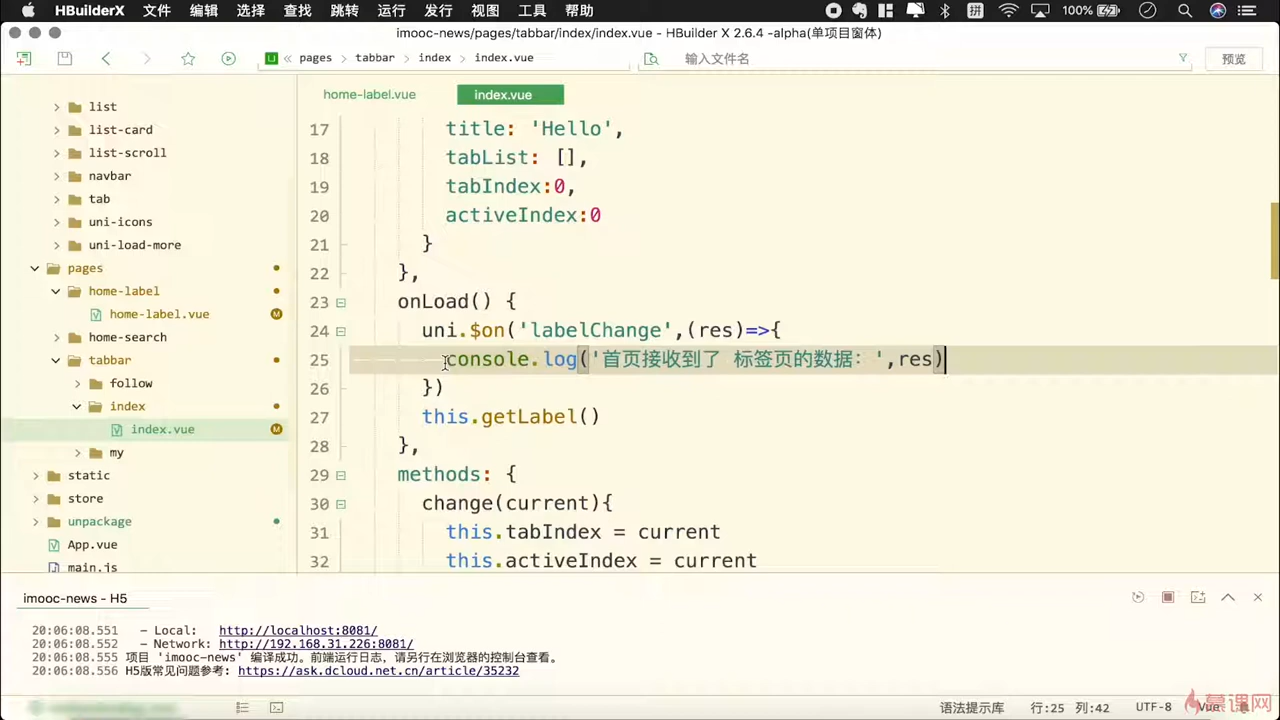 HBuilderX 文件 编辑 选择 查找 跳转 运行 发行 视图 工具 帮助 拼 100%
imooc-news/pages/tabbar/index/index.vue - HBuilder X 2.6.4 -alpha(单项目窗体)
pages tabbar index index.vue 输入文件名 预览
home-label.vue index.vue
list
list-card
list-scroll
navbar
tab
uni-icons
uni-load-more
pages
home-label
home-label.vue M
home-search
tabbar
follow
index
index.vue M
my
static
store
unpackage
App.vue
main.js
17 title: 'Hello',
18 tabList: [],
19 tabIndex:0,
20 activeIndex:0
21 }
22 },
23 onLoad() {
24 uni.$on('labelChange',(res)=>{
25 console.log('首页接收到了 标签页的数据：',res)
26 })
27 this.getLabel()
28 },
29 methods: {
30 change(current){
31 this.tabIndex = current
32 this.activeIndex = current
imooc-news - H5
20:06:08.551 - Local: http://localhost:8081/
20:06:08.552 - Network: http://192.168.31.226:8081/
20:06:08.555 项目 'imooc-news' 编译成功。前端运行日志，请另行在浏览器的控制台查看。
20:06:08.556 H5版常见问题参考: https://ask.dcloud.net.cn/article/35232
语法提示库 行:25 列:42 UTF-8 Vue
慕课网